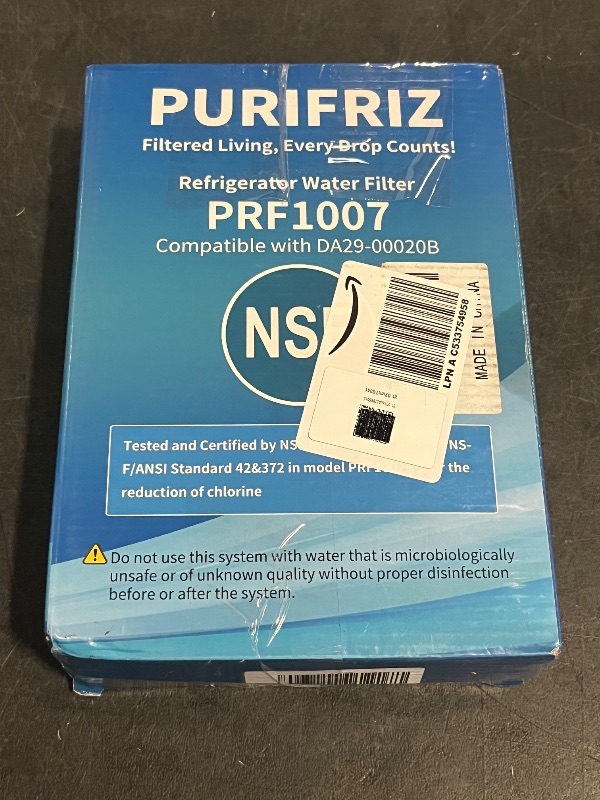 PURIFRIZ
Filtered Living, Every Drop Counts!
Refrigerator Water Filter
PRF1007
Compatible with DA29-00020B
NS
LPN A C533754958
MADE IN
Tested and Certified by NS
NS-
F/ANSI Standard 42&372 in model
the
reduction of chlorine
Do not use this system with water that is microbiologically
unsafe or of unknown quality without proper disinfection
before or after the system.